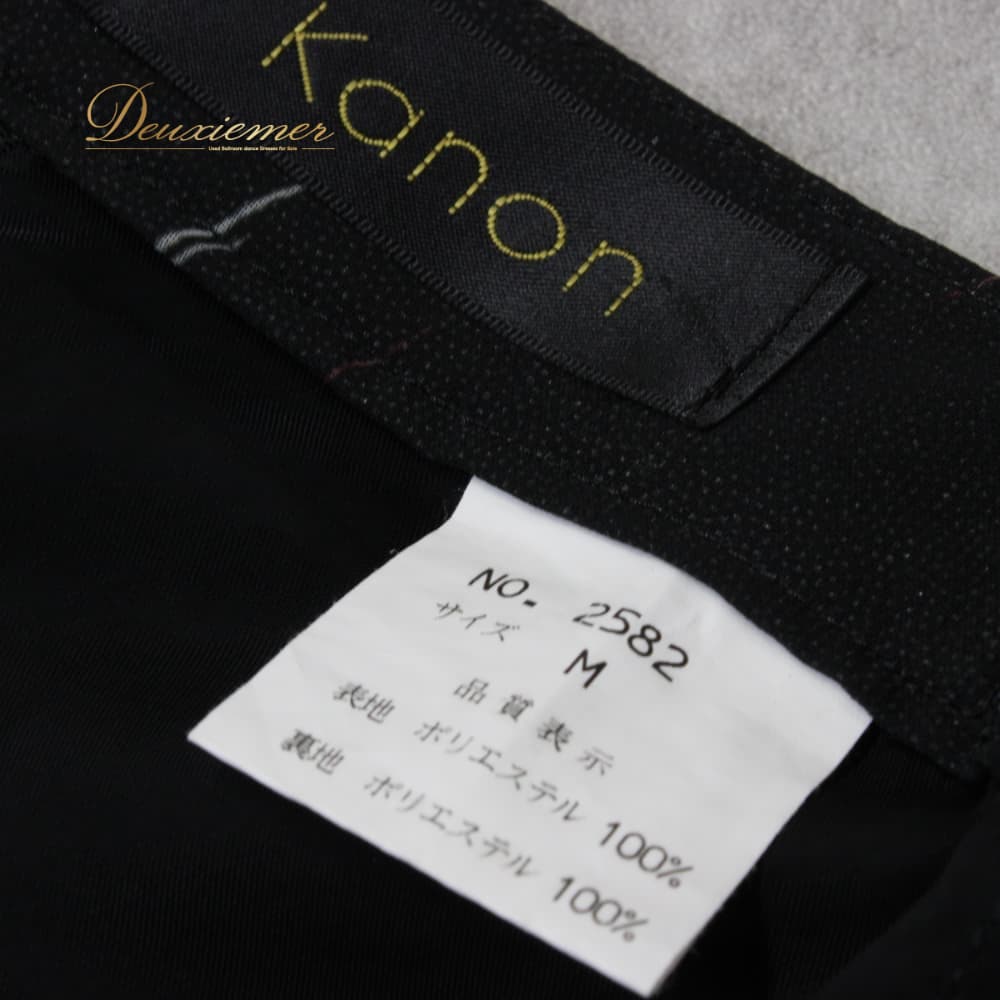 Deuxiemer
Used Ballroom dance Dresses for Sale
Kanon
NO. 2582
サイズ M
品質表示
表地 ポリエステル 100%
裏地 ポリエステル 100%